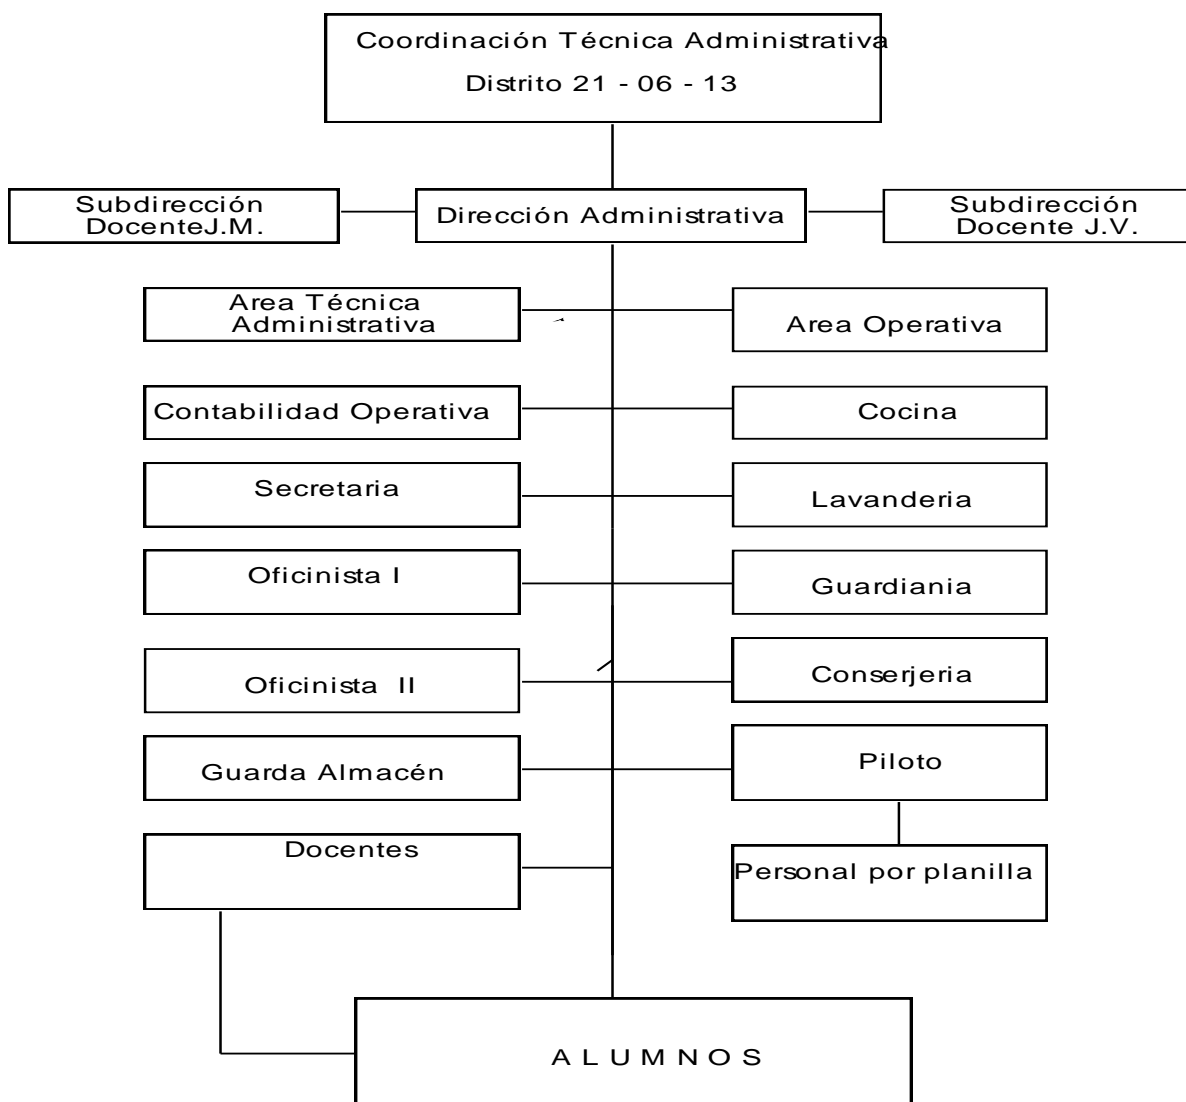 Coordinación Técnica Administrativa
Distrito 21 - 06 - 13
Subdirección
DocenteJ.M.
Dirección Administrativa
Subdirección
Docente J.V.
Area Técnica
Administrativa
Area Operativa
Contabilidad Operativa
Cocina
Secretaria
Lavanderia
Oficinista I
Guardiania
Oficinista II
Conserjeria
Guarda Almacén
Piloto
Docentes
Personal por planilla
A L U M N O S